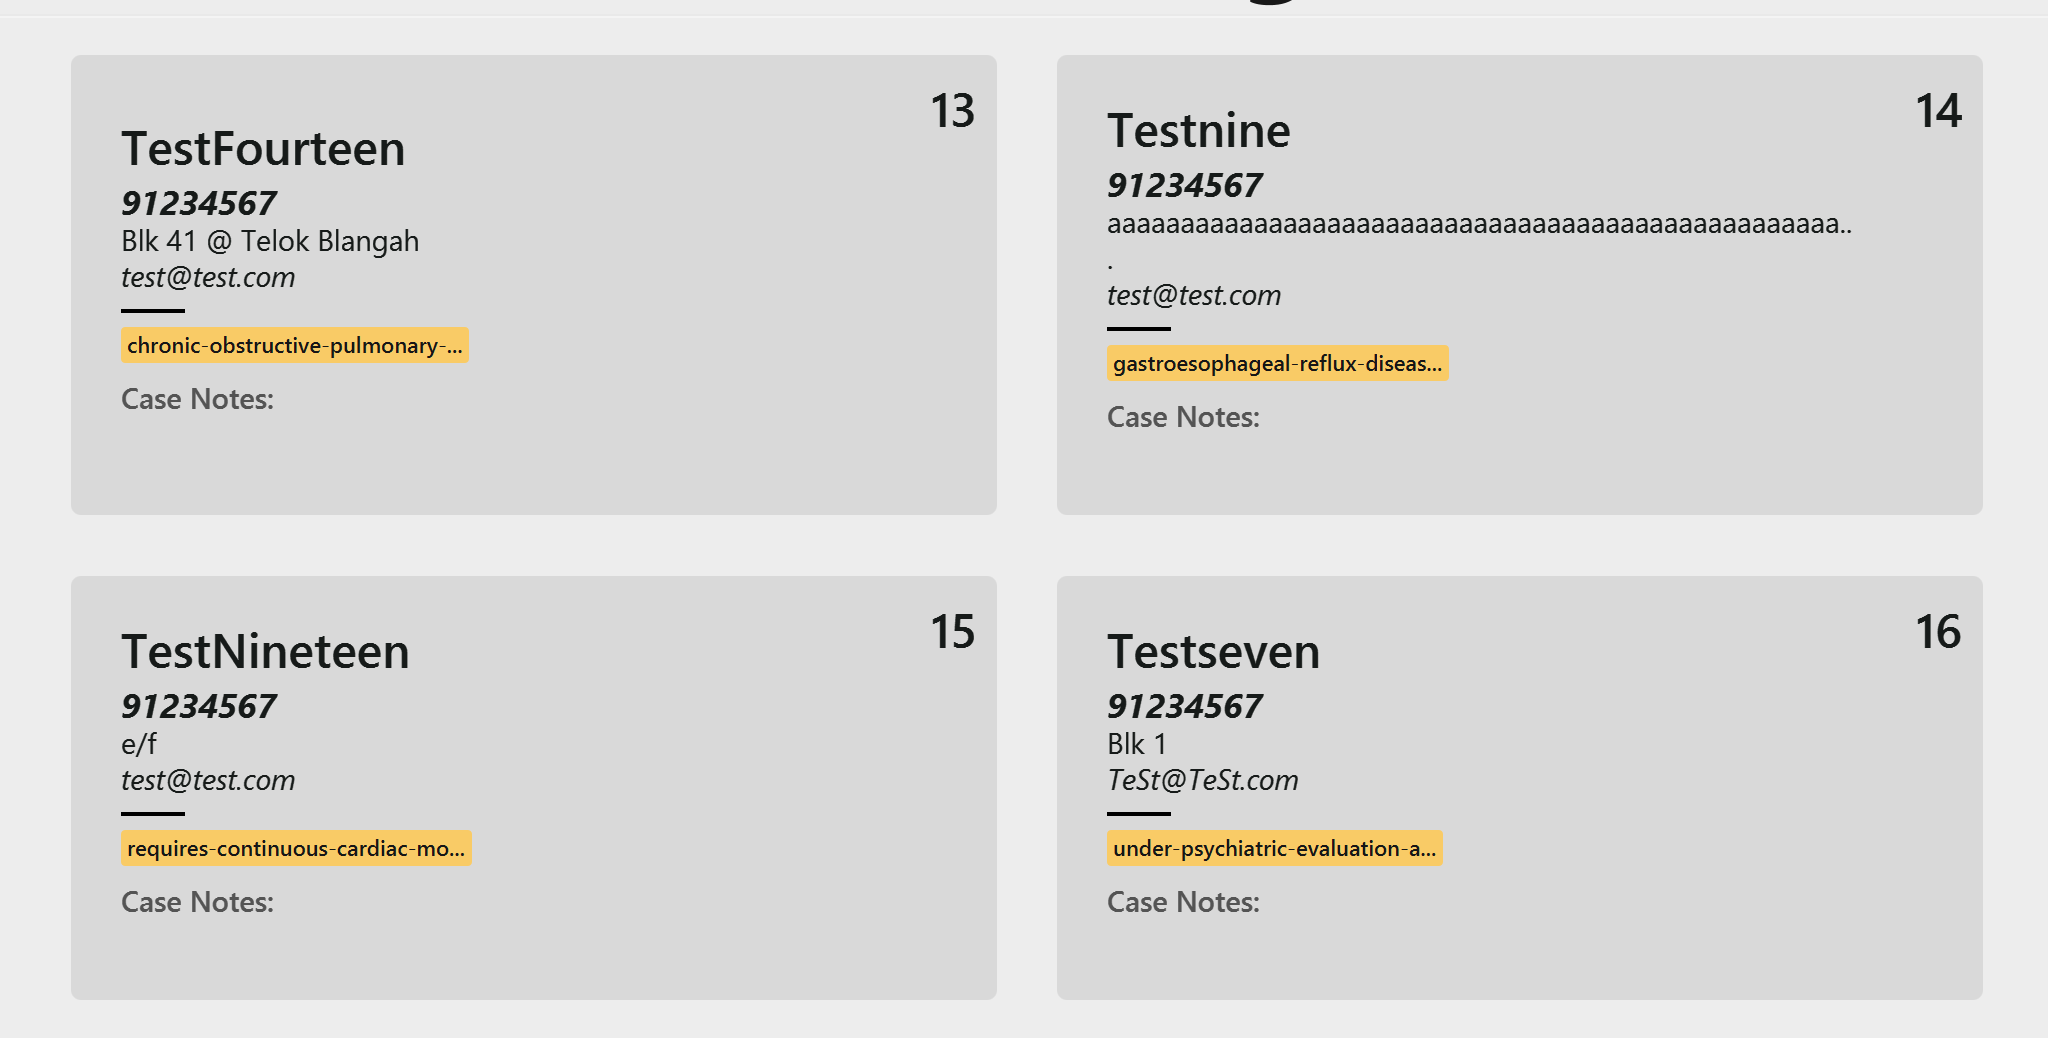 13
TestFourteen
91234567
Blk 41 @ Telok Blangah
test@test.com
chronic-obstructive-pulmonary-...
Case Notes:
14
Testnine
91234567
aaaaaaaaaaaaaaaaaaaaaaaaaaaaaaaaaaaaaaaaaaaaaaaaaa..
.
test@test.com
gastroesophageal-reflux-diseas...
Case Notes:
15
TestNineteen
91234567
e/f
test@test.com
requires-continuous-cardiac-mo...
Case Notes:
16
Testseven
91234567
Blk 1
TeSt@TeSt.com
under-psychiatric-evaluation-a...
Case Notes: